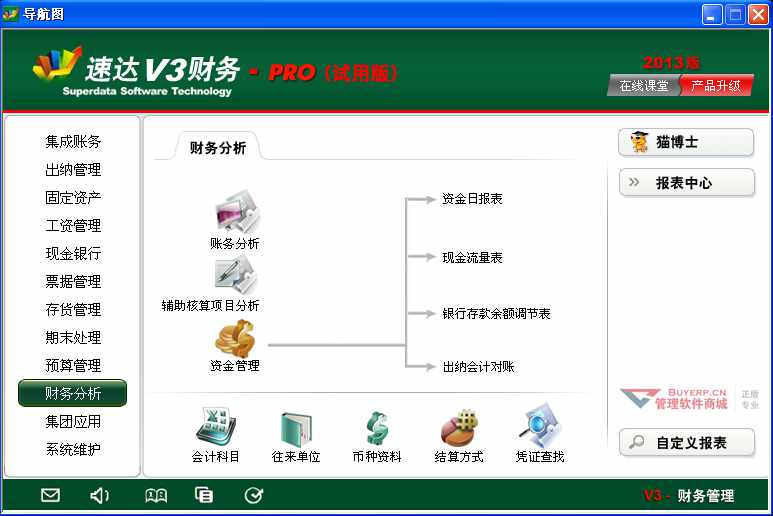 导航图
速达V3财务 - PRO（试用版）
Superdata Software Technology
2013版
在线课堂 产品升级
集成账务
出纳管理
固定资产
工资管理
现金银行
票据管理
存货管理
期末处理
预算管理
财务分析
集团应用
系统维护
财务分析
账务分析
辅助核算项目分析
资金管理
资金日报表
现金流量表
银行存款余额调节表
出纳会计对账
会计科目 往来单位 币种资料 结算方式 凭证查找
猫博士
报表中心
BUYERP.CN
管理软件商城
正版
专业
自定义报表
V3 - 财务管理